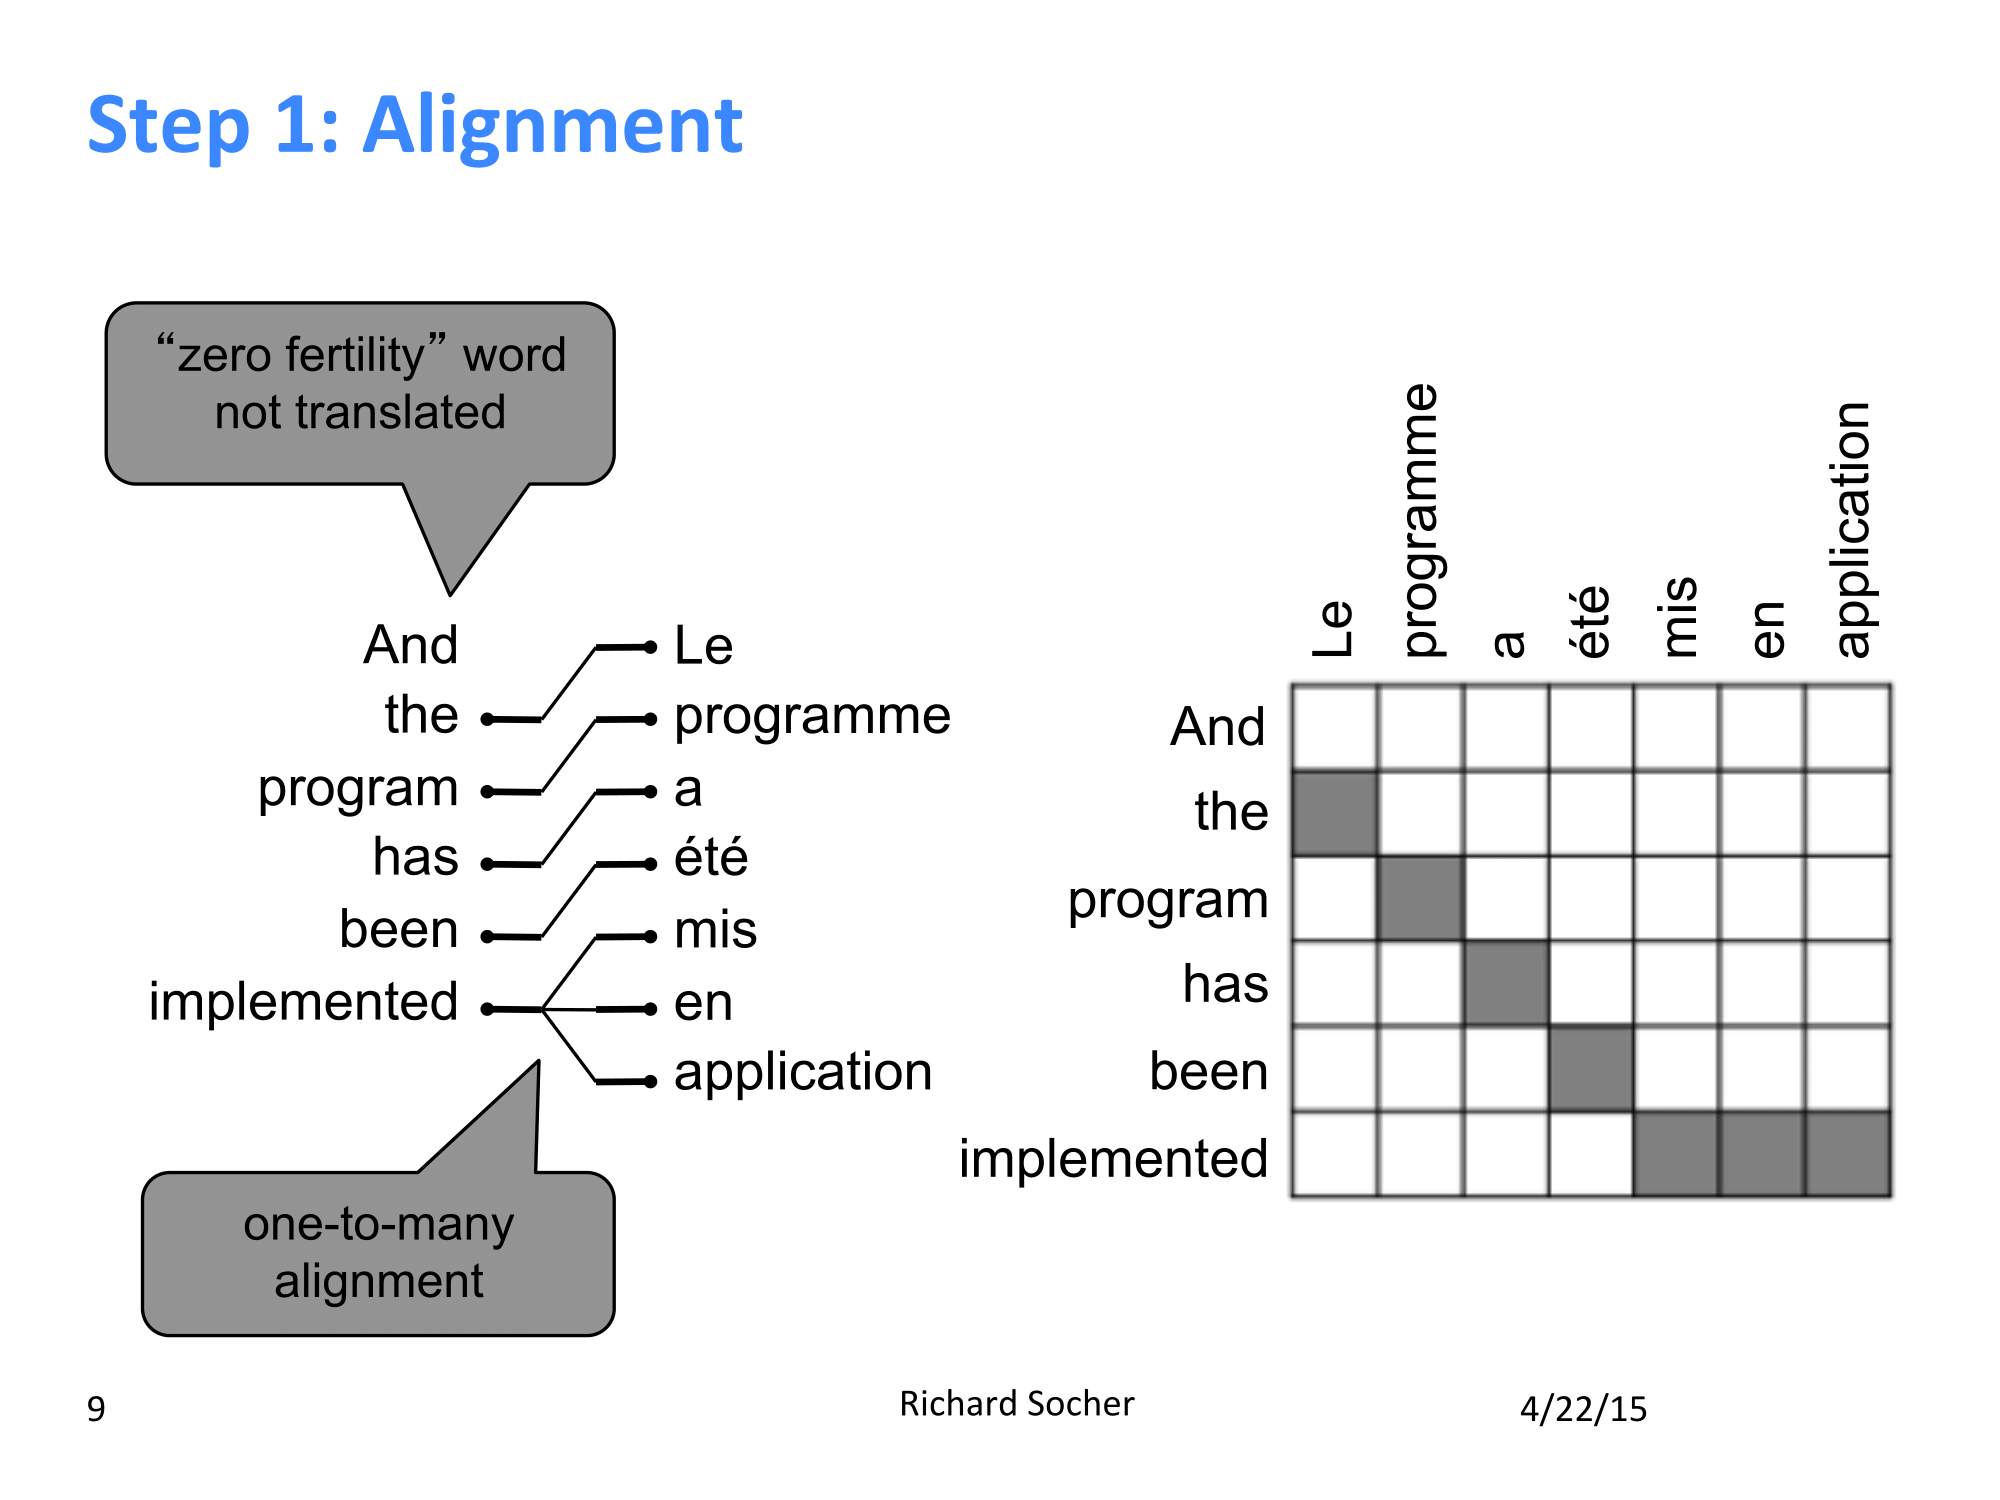 Step 1: Alignment
“zero fertility” word
not translated
And
the
program
has
been
implemented
Le
programme
a
été
mis
en
application
one-to-many
alignment
Le
programme
a
été
mis
en
application
And
the
program
has
been
implemented
9
Richard Socher
4/22/15